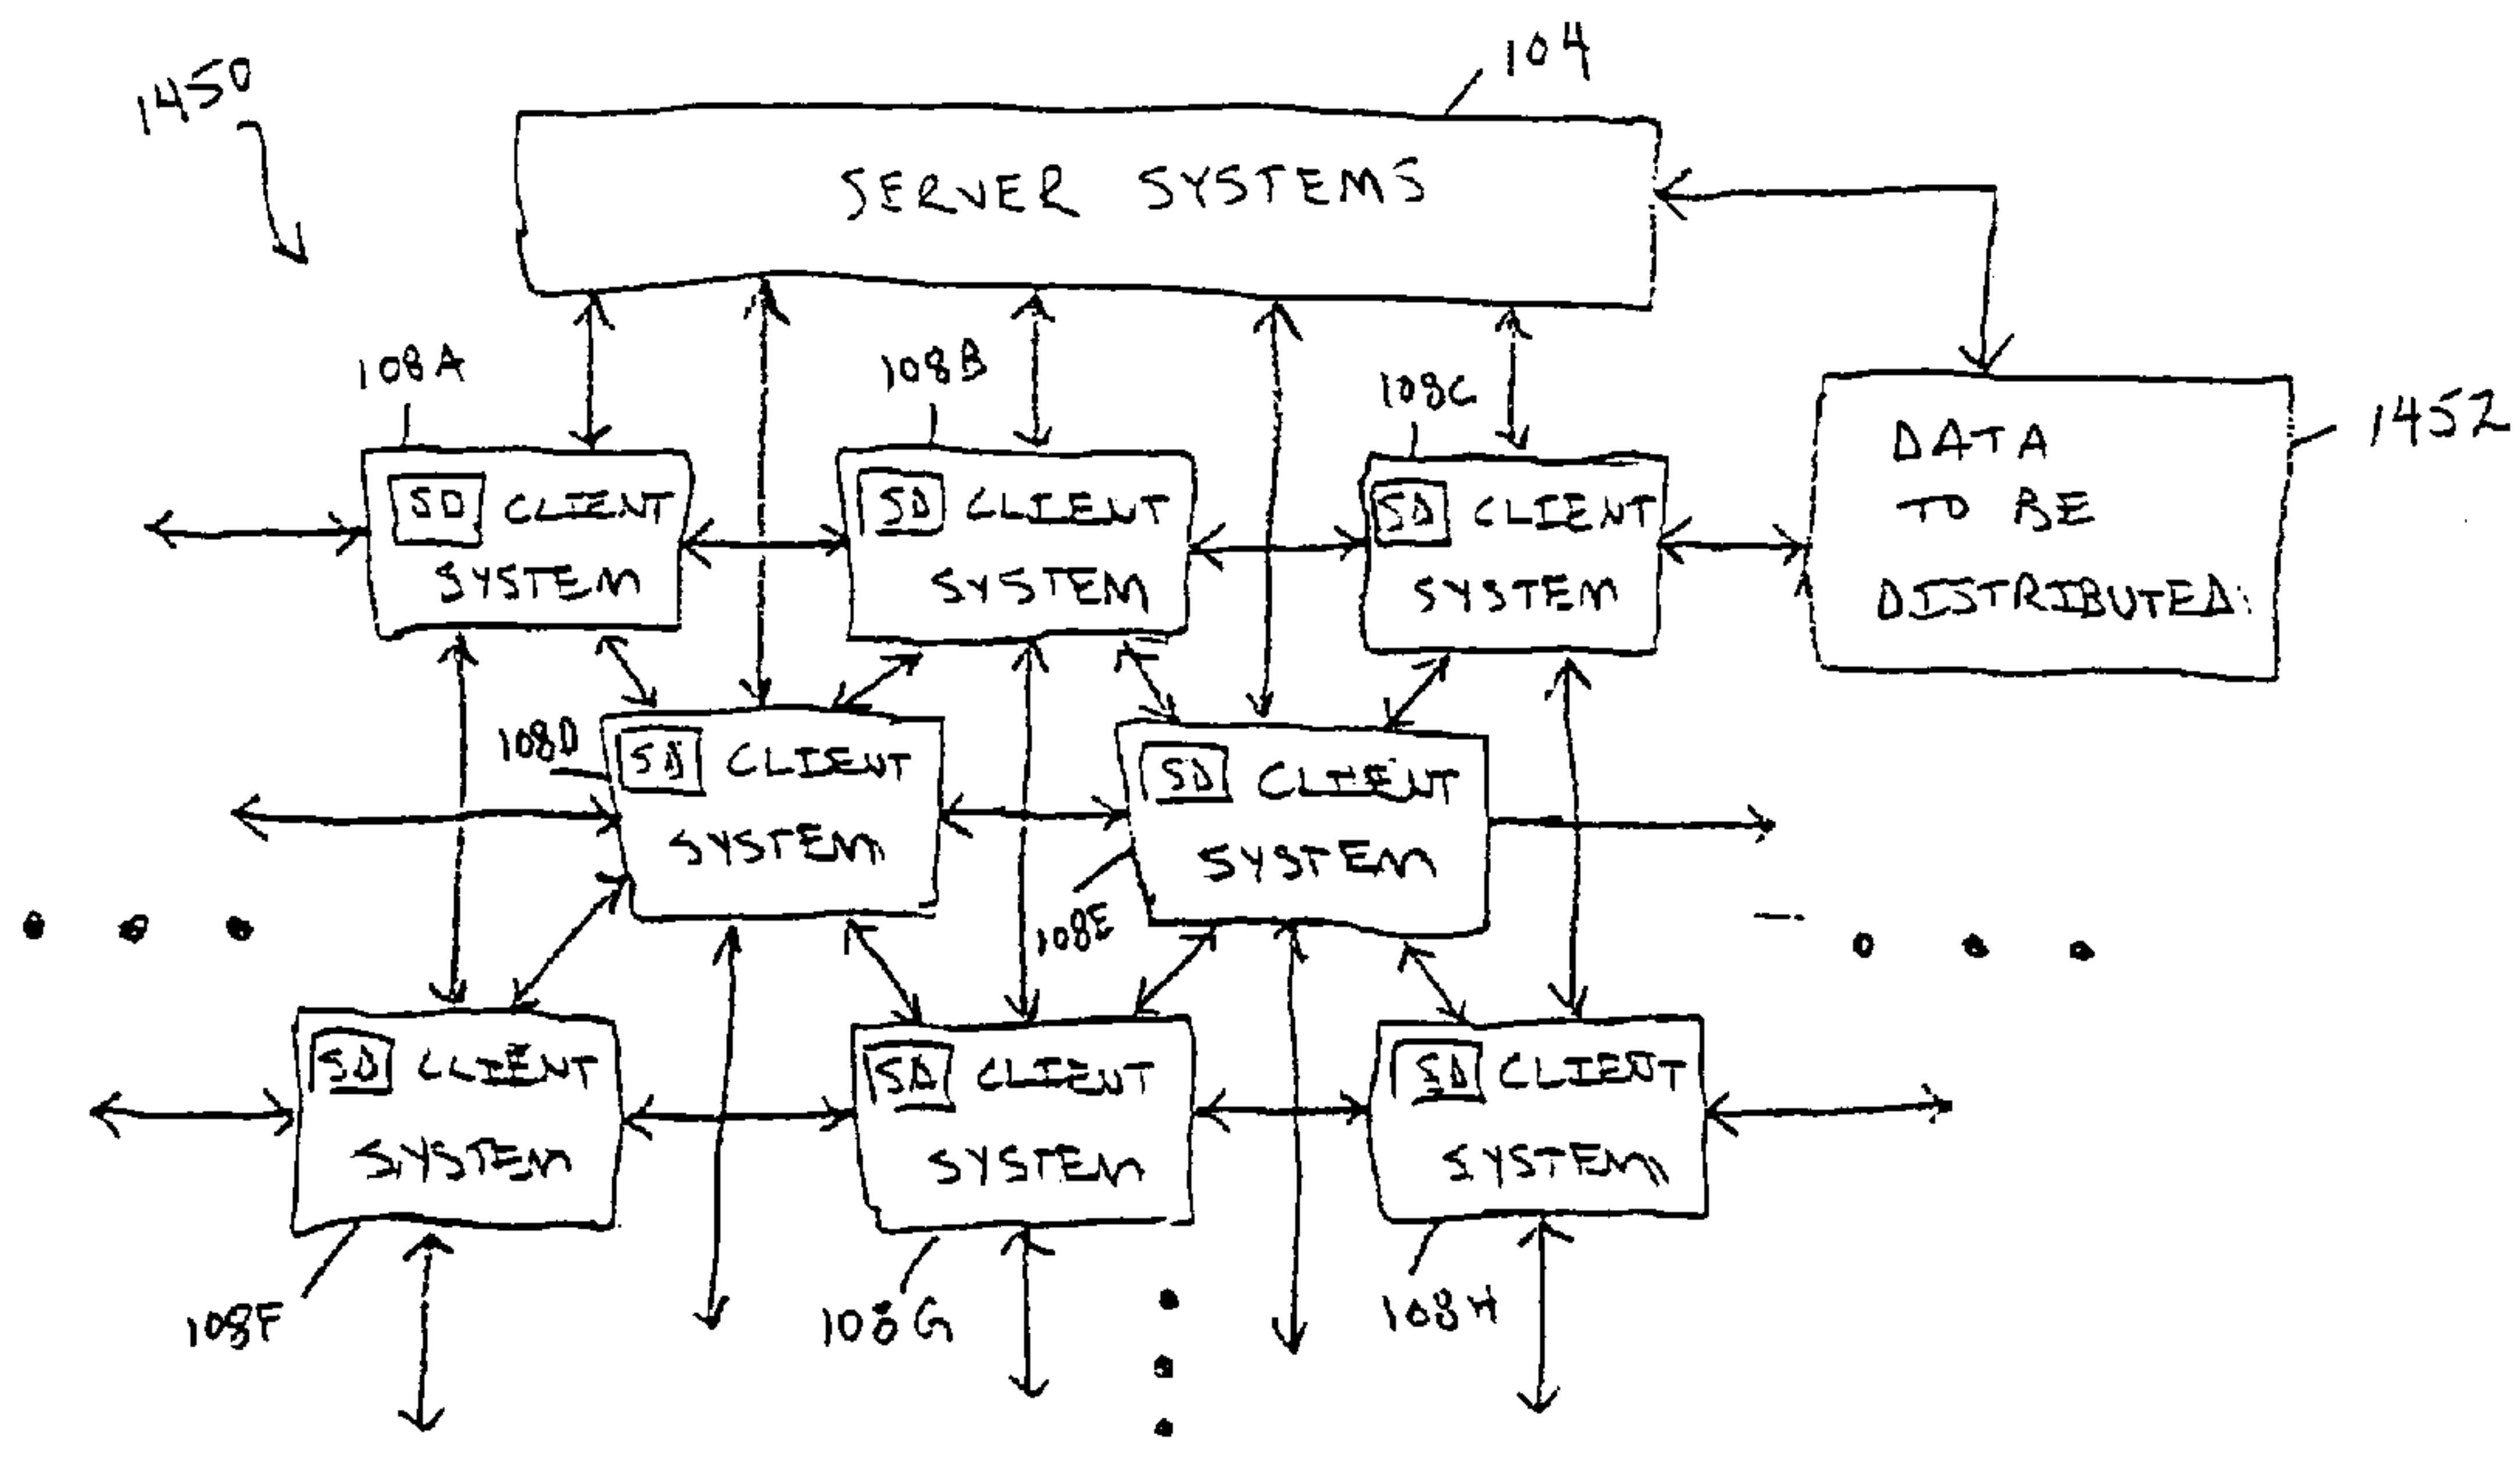 1450
104
SERVER SYSTEMS
108A
108B
108C
1452
SD CLIENT
SYSTEM
SD CLIENT
SYSTEM
SD CLIENT
SYSTEM
DATA
TO BE
DISTRIBUTED
108D
SD CLIENT
SYSTEM
SD CLIENT
SYSTEM
108E
SD CLIENT
SYSTEM
SD CLIENT
SYSTEM
SD CLIENT
SYSTEM
108F
108G
108H